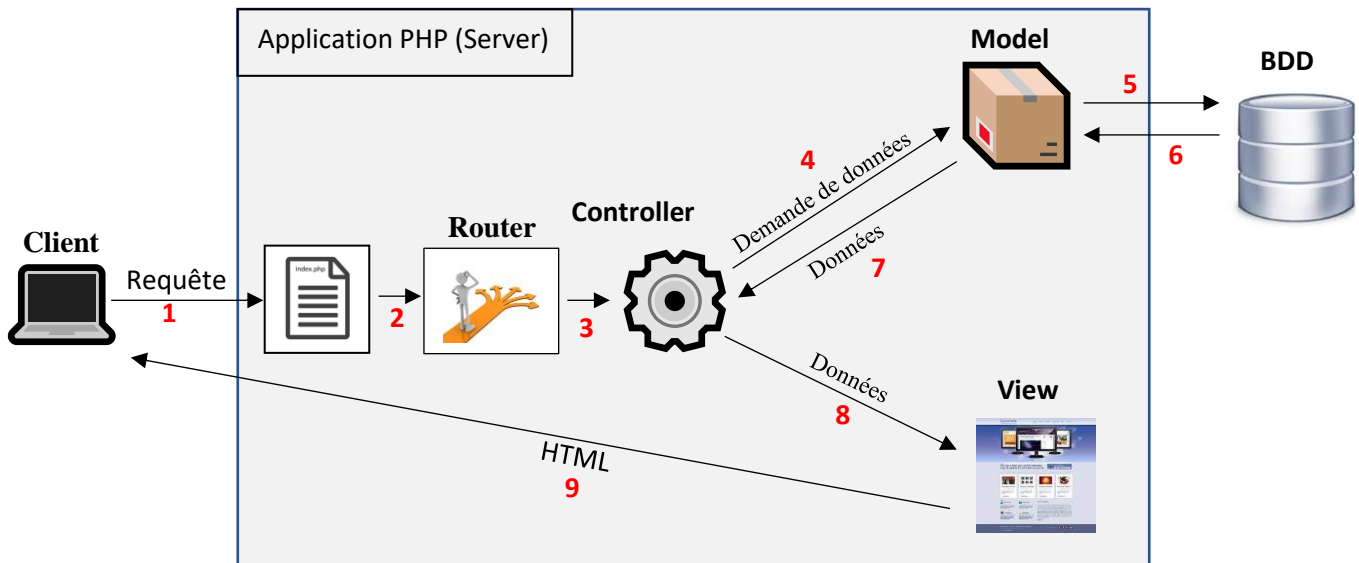 Application PHP (Server)
Model
BDD
5
6
4
Demande de données
Controller
Router
Client
Données
7
index.php
Requête
1
2
3
Données
8
View
HTML
9